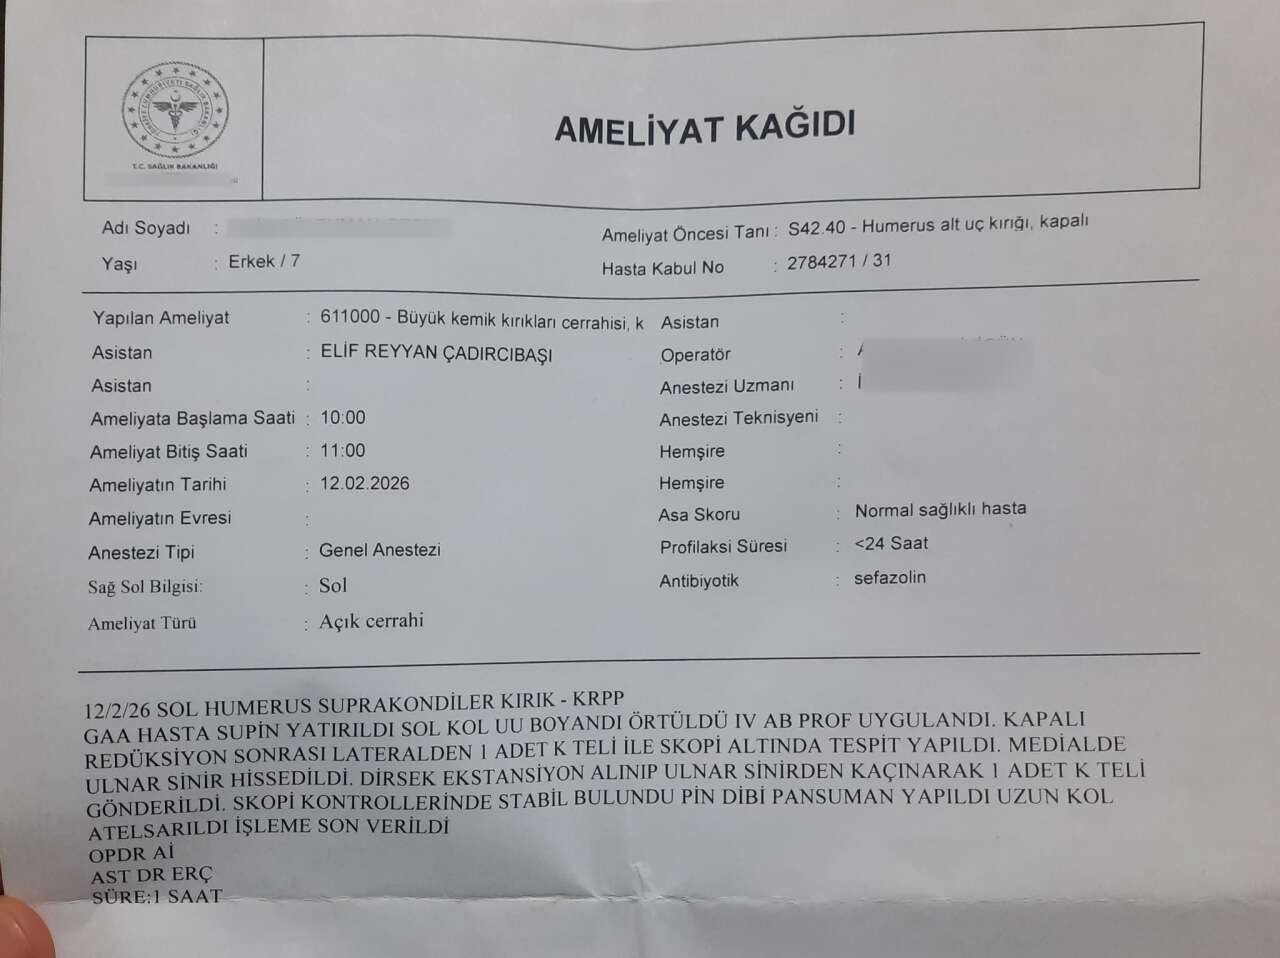 TÜRKİYE CUMHURİYETİ SAĞLIK BAKANLIĞI
T.C. SAĞLIK BAKANLIĞI
AMELİYAT KAĞIDI
Adı Soyadı :
Ameliyat Öncesi Tanı : S42.40 - Humerus alt uç kırığı, kapalı
Yaşı : Erkek / 7
Hasta Kabul No : 2784271 / 31
Yapılan Ameliyat : 611000 - Büyük kemik kırıkları cerrahisi, k
Asistan :
Asistan : ELİF REYYAN ÇADIRCIBAŞI
Operatör :
Asistan :
Anestezi Uzmanı : İ
Ameliyata Başlama Saati : 10:00
Anestezi Teknisyeni :
Ameliyat Bitiş Saati : 11:00
Hemşire :
Ameliyatın Tarihi : 12.02.2026
Hemşire :
Ameliyatın Evresi :
Asa Skoru : Normal sağlıklı hasta
Anestezi Tipi : Genel Anestezi
Profilaksi Süresi : <24 Saat
Sağ Sol Bilgisi: : Sol
Antibiyotik : sefazolin
Ameliyat Türü : Açık cerrahi
12/2/26 SOL HUMERUS SUPRAKONDİLER KIRIK - KRPP
GAA HASTA SUPİN YATIRILDI SOL KOL UU BOYANDI ÖRTÜLDÜ IV AB PROF UYGULANDI. KAPALI
REDÜKSİYON SONRASI LATERALDEN 1 ADET K TELİ İLE SKOPİ ALTINDA TESPİT YAPILDI. MEDİALDE
ULNAR SİNİR HİSSEDİLDİ. DİRSEK EKSTANSİYON ALINIP ULNAR SİNİRDEN KAÇINARAK 1 ADET K TELİ
GÖNDERİLDİ. SKOPİ KONTROLLERİNDE STABİL BULUNDU PİN DİBİ PANSUMAN YAPILDI UZUN KOL
ATELSARILDI İŞLEME SON VERİLDİ
OPDR Aİ
AST DR ERÇ
SÜRE:1 SAAT